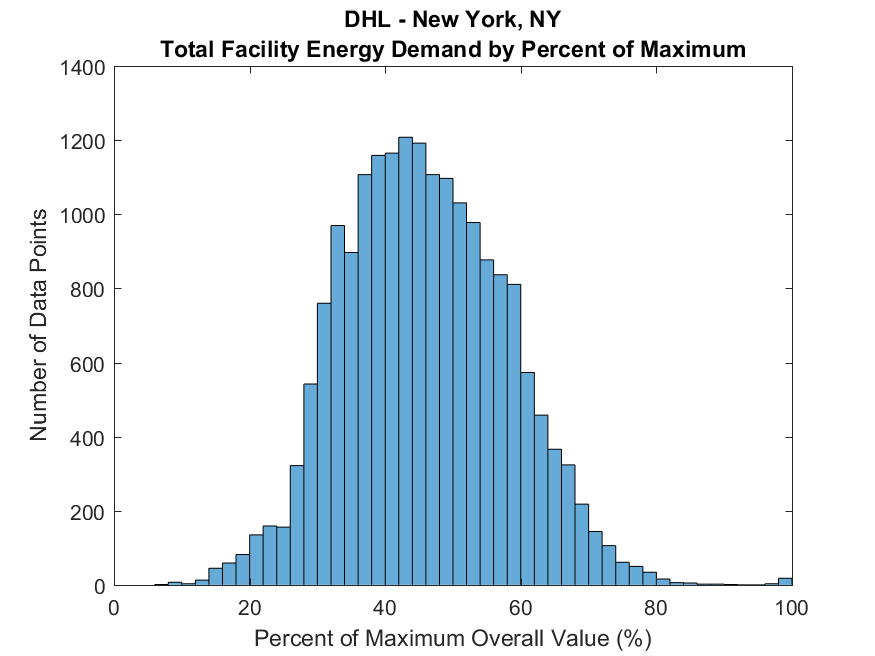 DHL - New York, NY
Total Facility Energy Demand by Percent of Maximum
1400
1200
1000
800
600
400
200
0
Number of Data Points
0 20 40 60 80 100
Percent of Maximum Overall Value (%)